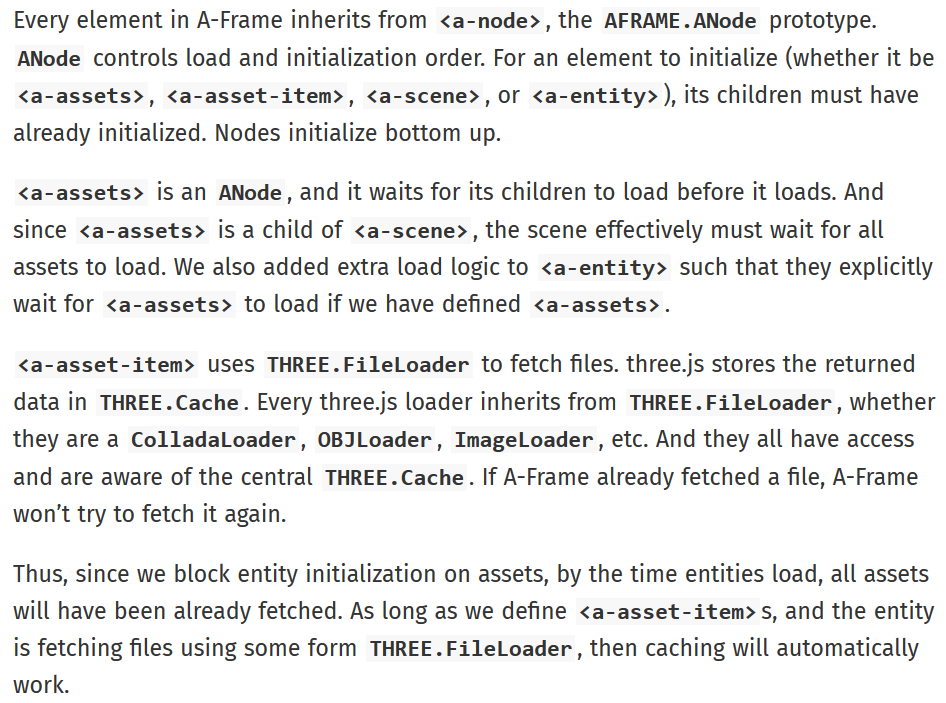 Every element in A-Frame inherits from <a-node>, the AFRAME.ANode prototype.
ANode controls load and initialization order. For an element to initialize (whether it be
<a-assets>, <a-asset-item>, <a-scene>, or <a-entity>), its children must have
already initialized. Nodes initialize bottom up.
<a-assets> is an ANode, and it waits for its children to load before it loads. And
since <a-assets> is a child of <a-scene>, the scene effectively must wait for all
assets to load. We also added extra load logic to <a-entity> such that they explicitly
wait for <a-assets> to load if we have defined <a-assets>.
<a-asset-item> uses THREE.FileLoader to fetch files. three.js stores the returned
data in THREE.Cache. Every three.js loader inherits from THREE.FileLoader, whether
they are a ColladaLoader, OBJLoader, ImageLoader, etc. And they all have access
and are aware of the central THREE.Cache. If A-Frame already fetched a file, A-Frame
won’t try to fetch it again.
Thus, since we block entity initialization on assets, by the time entities load, all assets
will have been already fetched. As long as we define <a-asset-item>s, and the entity
is fetching files using some form THREE.FileLoader, then caching will automatically
work.